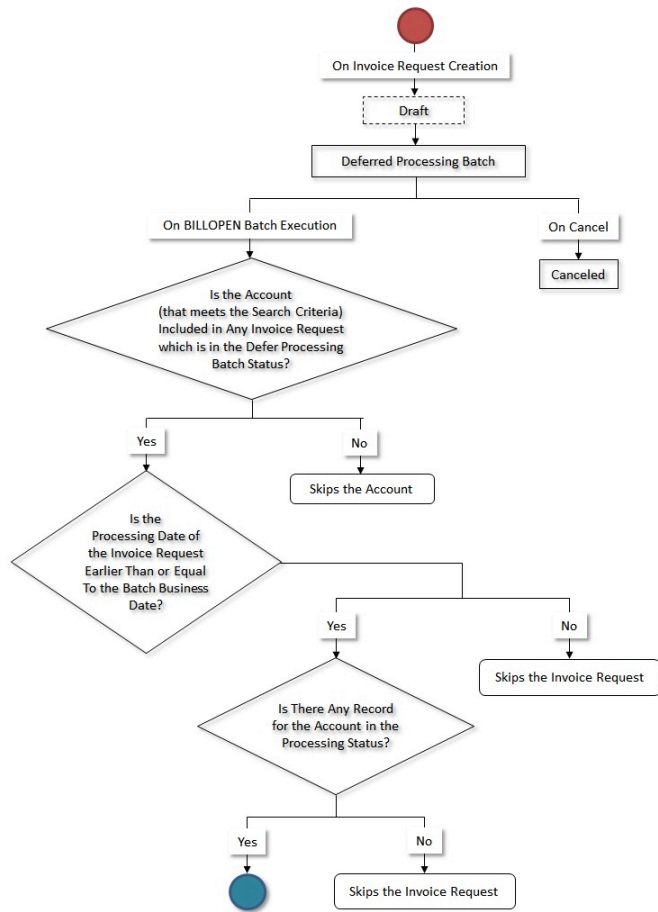 On Invoice Request Creation
Draft
Deferred Processing Batch
On BILLOPEN Batch Execution
On Cancel
Canceled
Is the Account
(that meets the Search Criteria)
Included in Any Invoice Request
which is in the Defer Processing
Batch Status?
Yes
No
Skips the Account
Is the
Processing Date of
the Invoice Request
Earlier Than or Equal
To the Batch Business
Date?
Yes
No
Skips the Invoice Request
Is There Any Record
for the Account in the
Processing Status?
Yes
No
Skips the Invoice Request